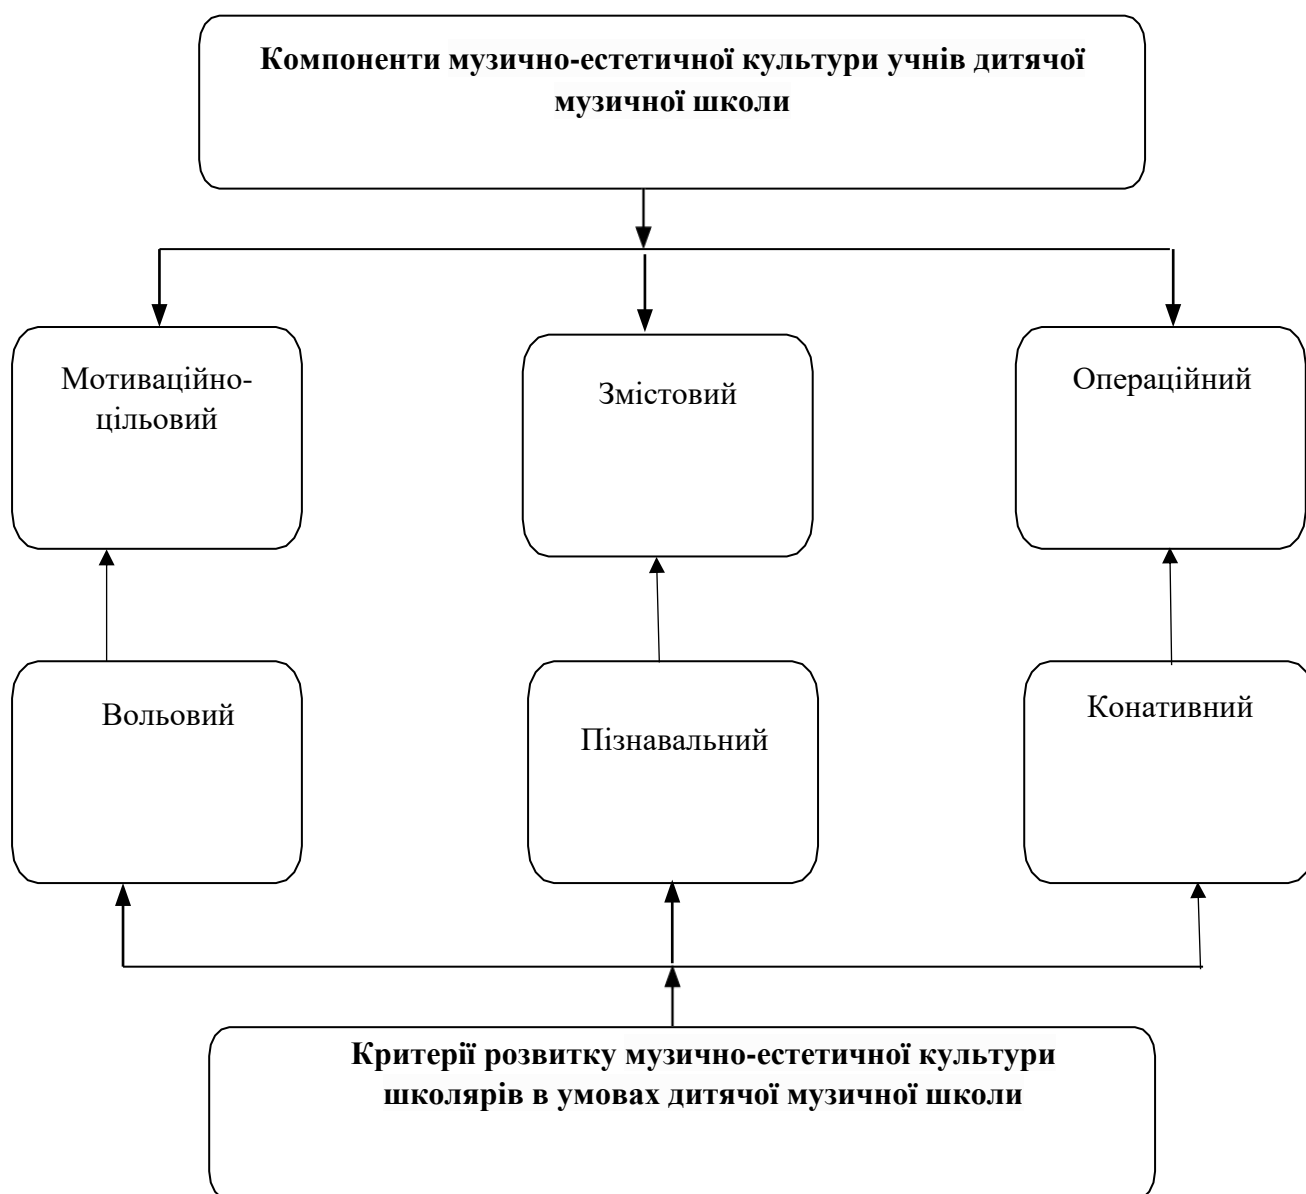 Компоненти музично-естетичної культури учнів дитячої
музичної школи
Мотиваційно-
цільовий
Змістовий
Операційний
Вольовий
Пізнавальний
Конативний
Критерії розвитку музично-естетичної культури
школярів в умовах дитячої музичної школи